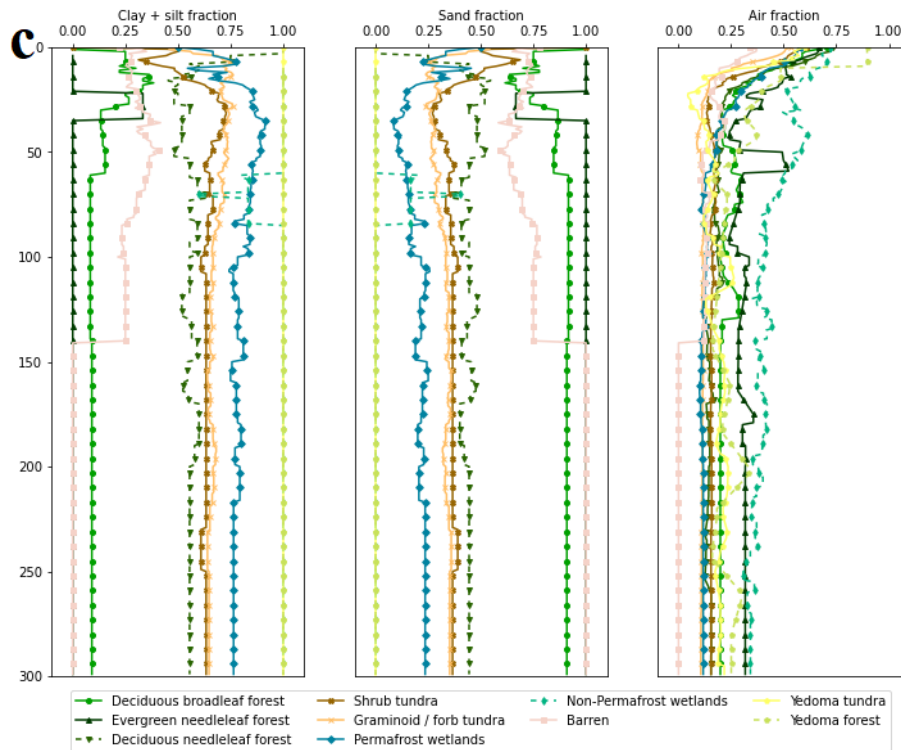 c
Clay + silt fraction Sand fraction Air fraction
0.00 0.25 0.50 0.75 1.00 0.00 0.25 0.50 0.75 1.00 0.00 0.25 0.50 0.75 1.00
0
50
100
150
200
250
300
Deciduous broadleaf forest Shrub tundra Non-Permafrost wetlands Yedoma tundra
Evergreen needleleaf forest Graminoid / forb tundra Barren Yedoma forest
Deciduous needleleaf forest Permafrost wetlands